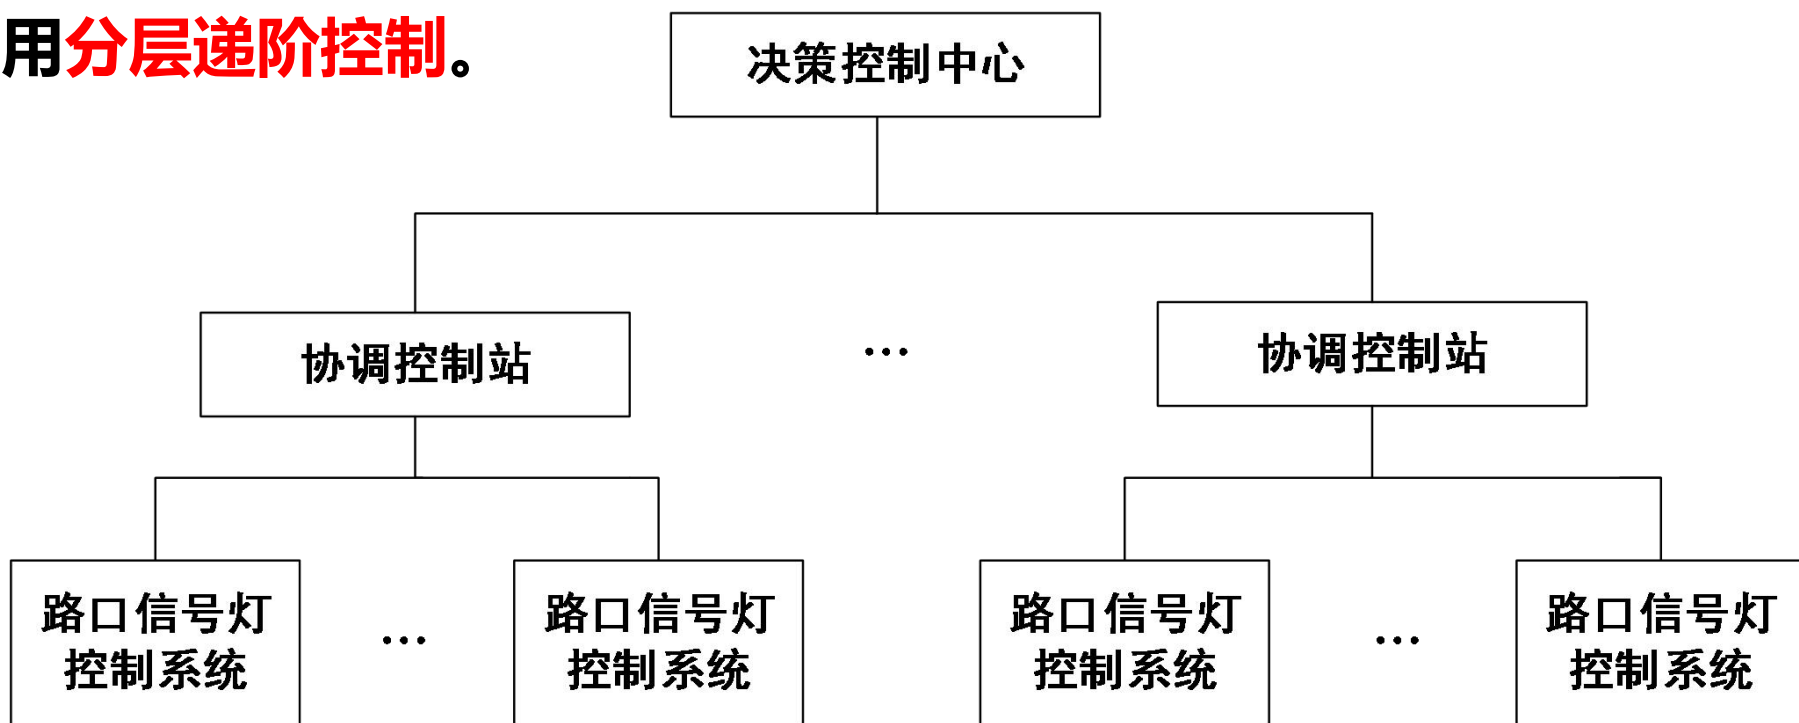 用分层递阶控制。
决策控制中心
协调控制站
...
协调控制站
路口信号灯
控制系统
...
路口信号灯
控制系统
路口信号灯
控制系统
...
路口信号灯
控制系统